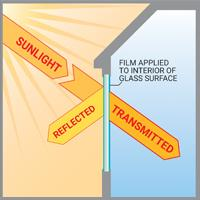 SUNLIGHT
FILM APPLIED
TO INTERIOR OF
GLASS SURFACE
REFLECTED
TRANSMITTED